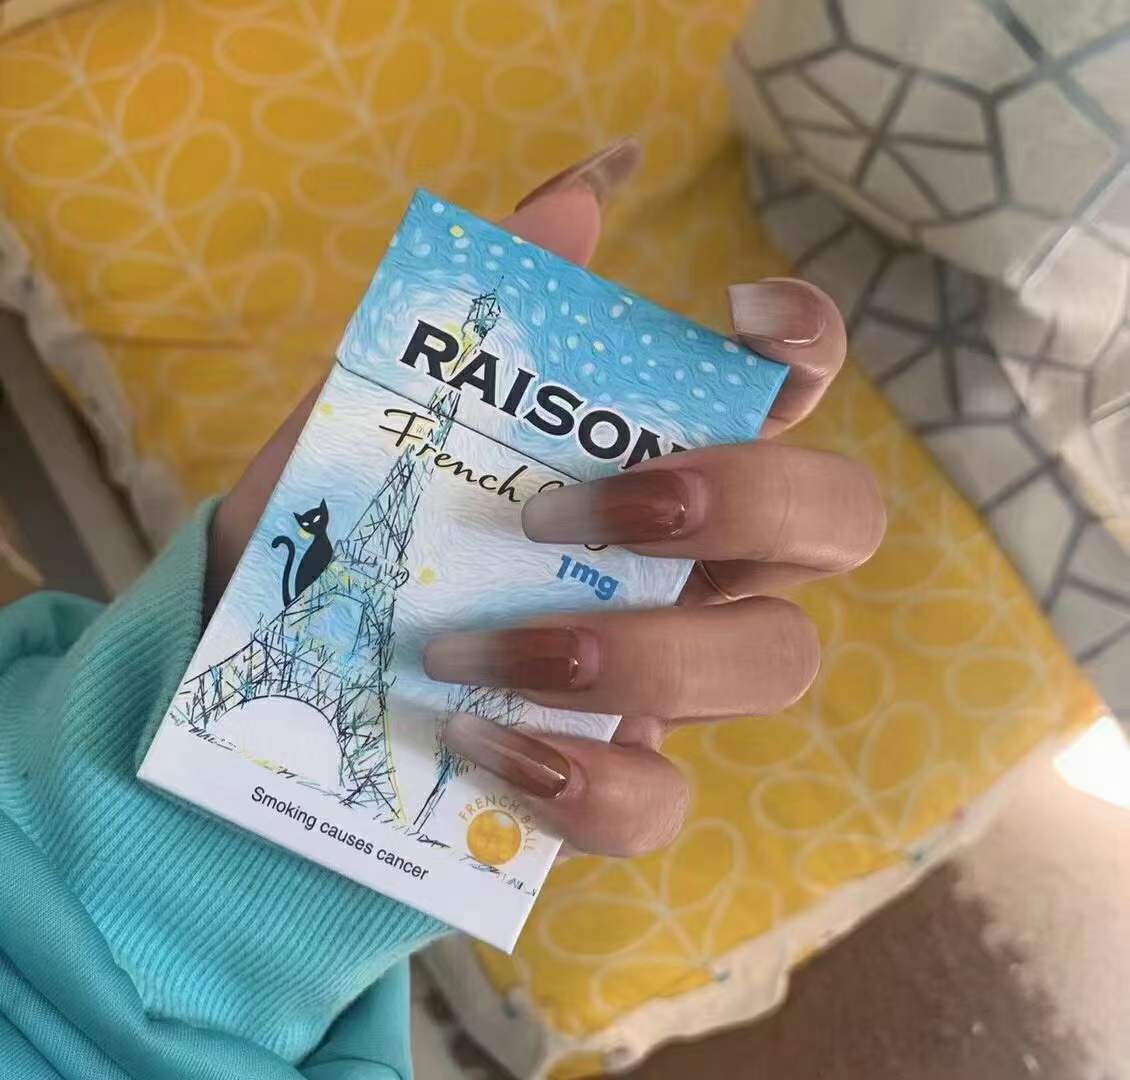 RAISON
French
1mg
FRENCH BALL
Smoking causes cancer